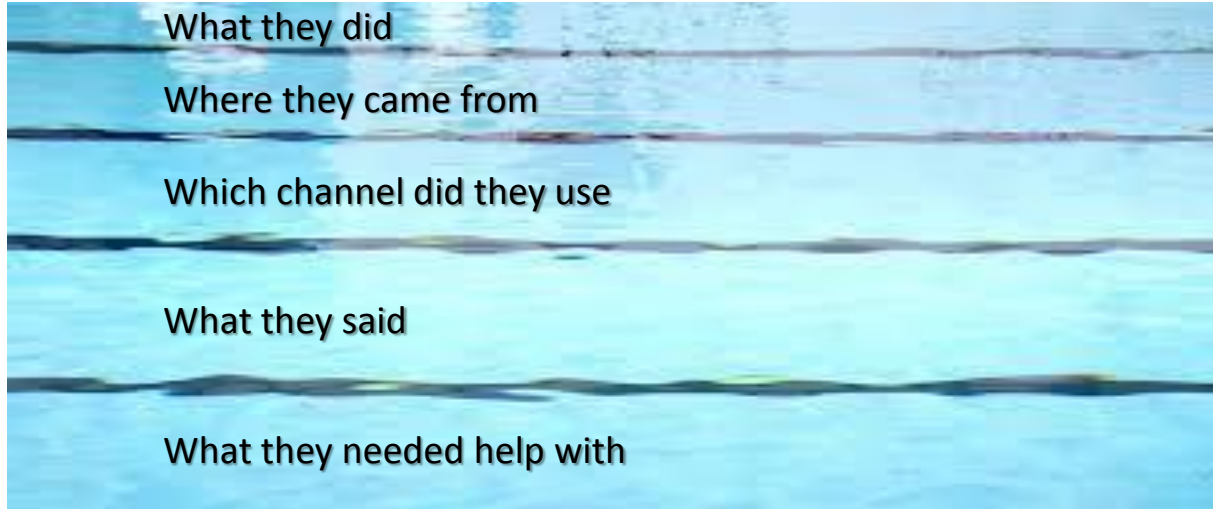 What they did
Where they came from
Which channel did they use
What they said
What they needed help with